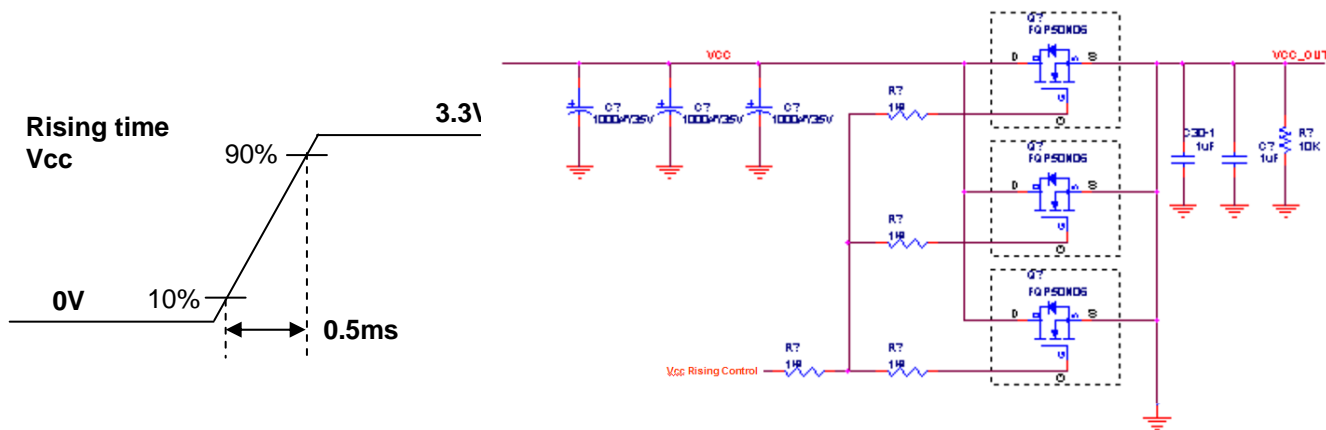 Rising time
Vcc
3.3V
90%
10%
0V
0.5ms
VCC
C?
1000uF/35V
C?
1000uF/35V
C?
1000uF/35V
Q?
FQP50N06
D
S
G
R?
1K
Q?
FQP50N06
D
S
G
R?
1K
Q?
FQP50N06
D
S
G
R?
1K
R?
1K
Vcc Rising Control
VCC_OUT
C30-1
1uF
C?
1uF
R?
10K